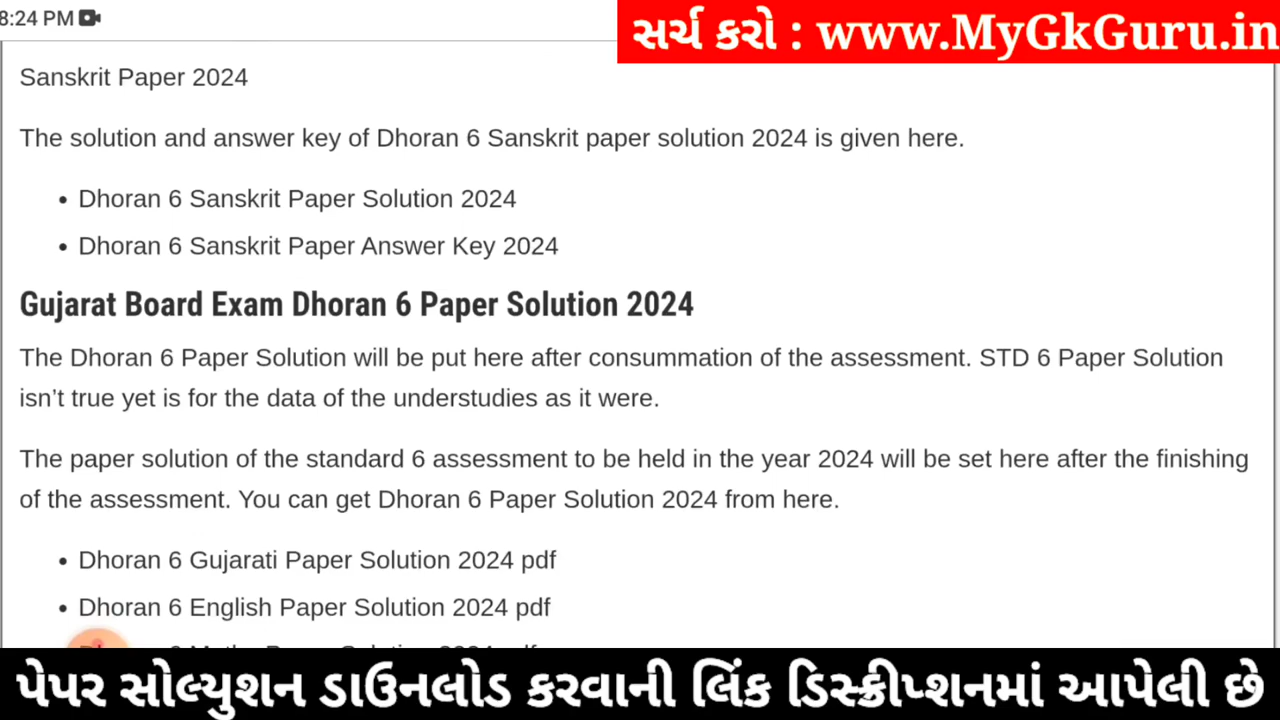 8:24 PM
સર્ચ કરો : www.MyGkGuru.in
Sanskrit Paper 2024
The solution and answer key of Dhoran 6 Sanskrit paper solution 2024 is given here.
• Dhoran 6 Sanskrit Paper Solution 2024
• Dhoran 6 Sanskrit Paper Answer Key 2024
Gujarat Board Exam Dhoran 6 Paper Solution 2024
The Dhoran 6 Paper Solution will be put here after consummation of the assessment. STD 6 Paper Solution
isn’t true yet is for the data of the understudies as it were.
The paper solution of the standard 6 assessment to be held in the year 2024 will be set here after the finishing
of the assessment. You can get Dhoran 6 Paper Solution 2024 from here.
• Dhoran 6 Gujarati Paper Solution 2024 pdf
• Dhoran 6 English Paper Solution 2024 pdf
પેપર સોલ્યુશન ડાઉનલોડ કરવાની લિંક ડિસ્ક્રીપ્શનમાં આપેલી છે